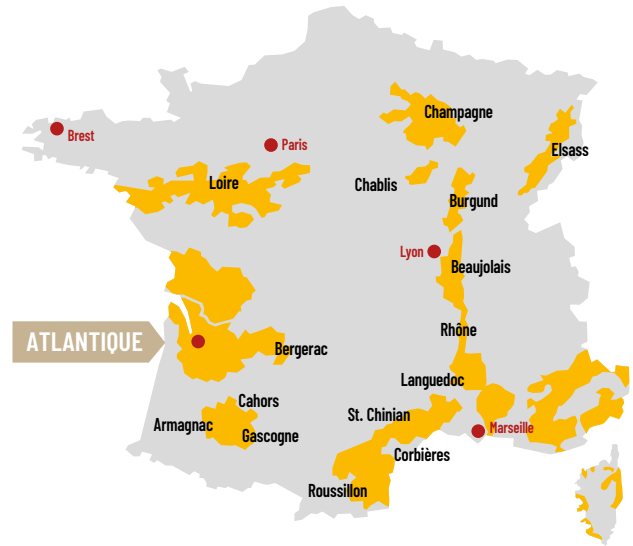 Champagne
Brest
Paris
Elsass
Loire
Chablis
Burgund
Lyon
Beaujolais
Rhône
ATLANTIQUE
Bergerac
Languedoc
Cahors
St. Chinian
Armagnac
Marseille
Gascogne
Corbières
Roussillon